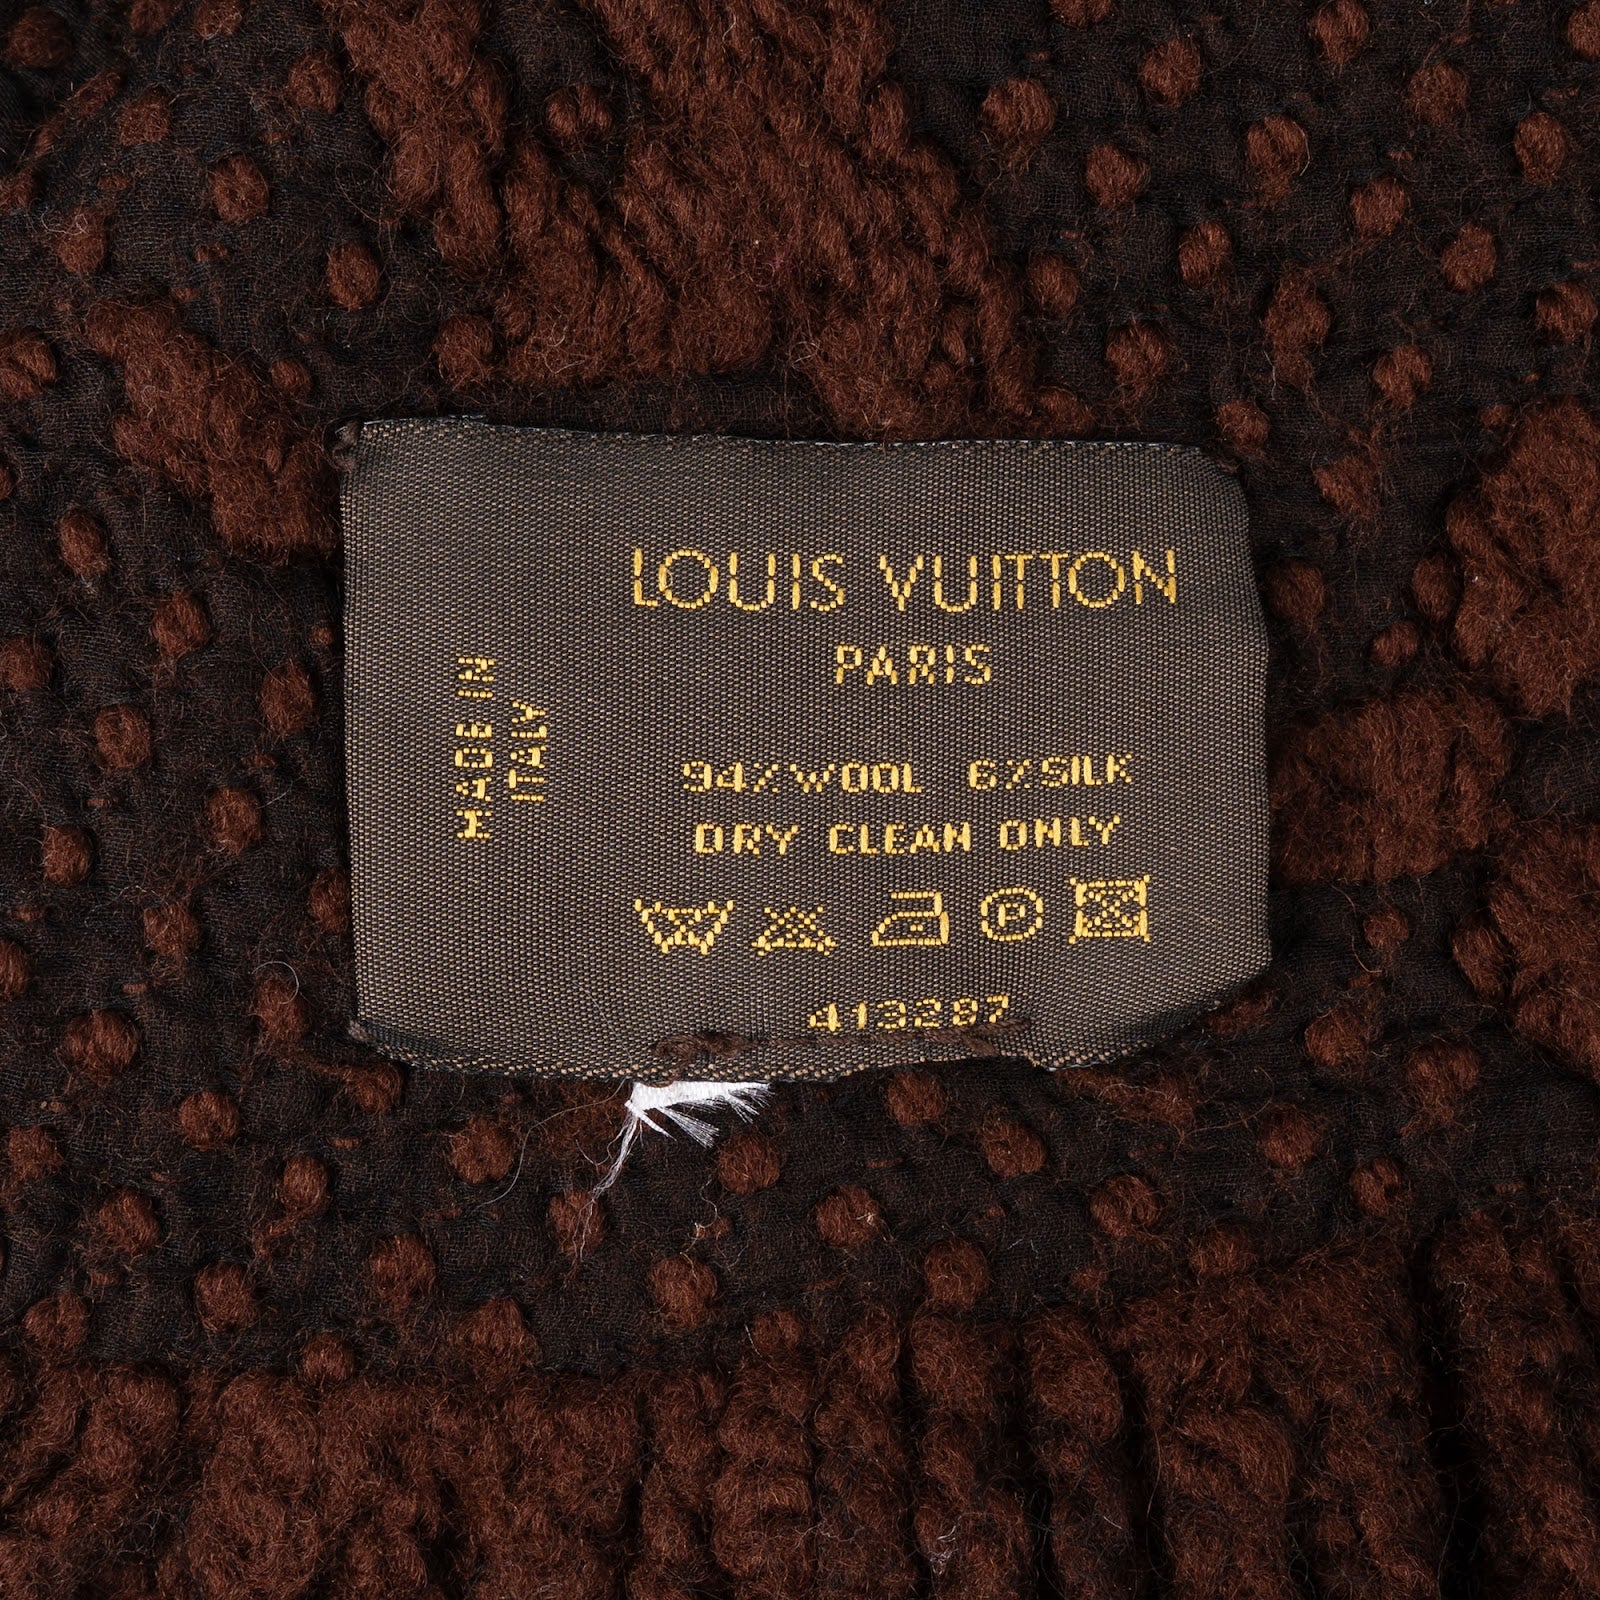 LOUIS VUITTON
PARIS
MADE IN
ITALY
94% WOOL 6% SILK
DRY CLEAN ONLY
P
413287